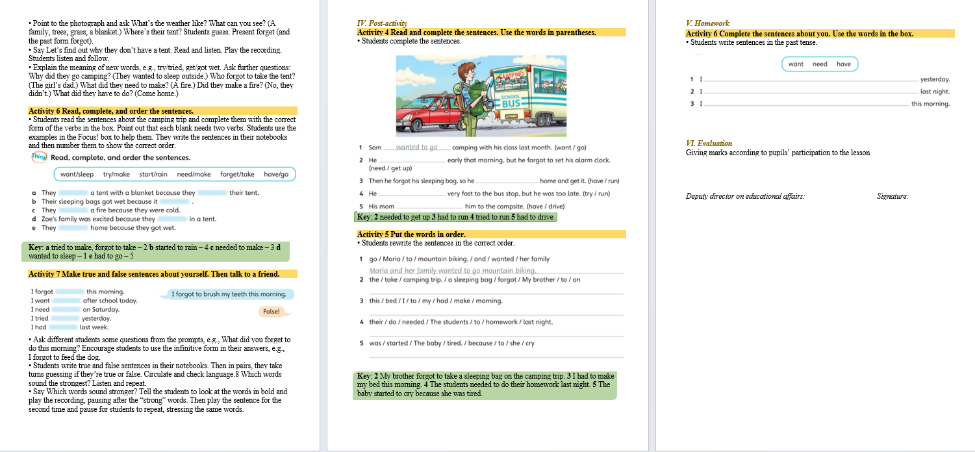 • Point to the photograph and ask What's the weather like? What can you see? (A
family, trees, grass, a blanket.) Where's their tent? Students guess. Present forget (and
the past form forgot).
• Say Let's find out why they don't have a tent. Read and listen. Play the recording.
Students listen and follow.
• Explain the meaning of new words, e.g., try/tried, get/got wet. Ask further questions:
Why did they go camping? (They wanted to sleep outside.) Who forgot to take the tent?
(The girl's dad.) What did they need to make? (A fire.) Did they make a fire? (No, they
didn't.) What did they have to do? (Come home.)
Activity 6 Read, complete, and order the sentences.
• Students read the sentences about the camping trip and complete them with the correct
form of the verbs in the box. Point out that each blank needs two verbs. Students use the
examples in the Focus! box to help them. They write the sentences in their notebooks
and then number them to show the correct order.
Read, complete, and order the sentences.
want/sleep try/make start/rain need/make forget/take have/go
a They a tent with a blanket because they their tent.
b Their sleeping bags got wet because it .
c They a fire because they were cold.
d Zoe's family was excited because they in a tent.
e They home because they got wet.
Key: a tried to make, forgot to take – 2 b started to rain – 4 c needed to make – 3 d
wanted to sleep – 1 e had to go – 5
Activity 7 Make true and false sentences about yourself. Then talk to a friend.
I forgot this morning.
I want after school today.
I need on Saturday.
I tried yesterday.
I had last week.
I forgot to brush my teeth this morning.
False!
• Ask different students some questions from the prompts, e.g., What did you forget to
do this morning? Encourage students to use the infinitive form in their answers, e.g.,
I forgot to feed the dog.
• Students write true and false sentences in their notebooks. Then in pairs, they take
turns guessing if they're true or false. Circulate and check language.8 Which words
sound the strongest? Listen and repeat.
• Say Which words sound stronger? Tell the students to look at the words in bold and
play the recording, pausing after the “strong” words. Then play the sentence for the
second time and pause for students to repeat, stressing the same words.
IV. Post-activity
Activity 4 Read and complete the sentences. Use the words in parentheses.
• Students complete the sentences.
SCHOOL
BUS
1 Sam wanted to go camping with his class last month. (want / go)
2 He early that morning, but he forgot to set his alarm clock.
(need / get up)
3 Then he forgot his sleeping bag, so he home and get it. (have / run)
4 He very fast to the bus stop, but he was too late. (try / run)
5 His mom him to the campsite. (have / drive)
Key: 2 needed to get up 3 had to run 4 tried to run 5 had to drive
Activity 5 Put the words in order.
• Students rewrite the sentences in the correct order.
1 go / Maria / to / mountain biking. / and / wanted / her family
Maria and her family wanted to go mountain biking.
2 the / take / camping trip. / a sleeping bag / forgot / My brother / to / on
3 this / bed / I / to / my / had / make / morning.
4 their / do / needed / The students / to / homework / last night.
5 was / started / The baby / tired. / because / to / she / cry
Key: 2 My brother forgot to take a sleeping bag on the camping trip. 3 I had to make
my bed this morning. 4 The students needed to do their homework last night. 5 The
baby started to cry because she was tired.
V. Homework
Activity 6 Complete the sentences about you. Use the words in the box.
• Students write sentences in the past tense.
want need have
1 I yesterday.
2 I last night.
3 I this morning.
VI. Evaluation
Giving marks according to pupils' participation to the lesson
Deputy director on educational affairs: Signature: